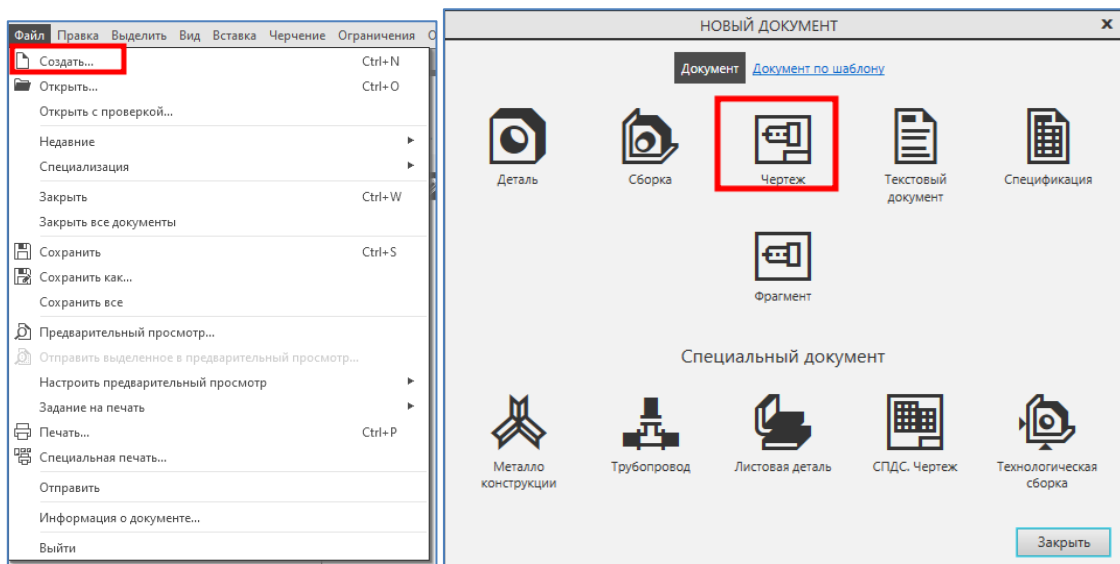 Файл Правка Выделить Вид Вставка Черчение Ограничения
Создать... Ctrl+N
Открыть... Ctrl+O
Открыть с проверкой...
Недавние
Специализация
Закрыть Ctrl+W
Закрыть все документы
Сохранить Ctrl+S
Сохранить как...
Сохранить все
Предварительный просмотр...
Отправить выделенное в предварительный просмотр...
Настроить предварительный просмотр
Задание на печать
Печать... Ctrl+P
Специальная печать...
Отправить
Информация о документе...
Выйти
НОВЫЙ ДОКУМЕНТ x
Документ Документ по шаблону
Деталь Сборка Чертеж Текстовый документ Спецификация
Фрагмент
Специальный документ
Металло конструкции Трубопровод Листовая деталь СПДС. Чертеж Технологическая сборка
Закрыть